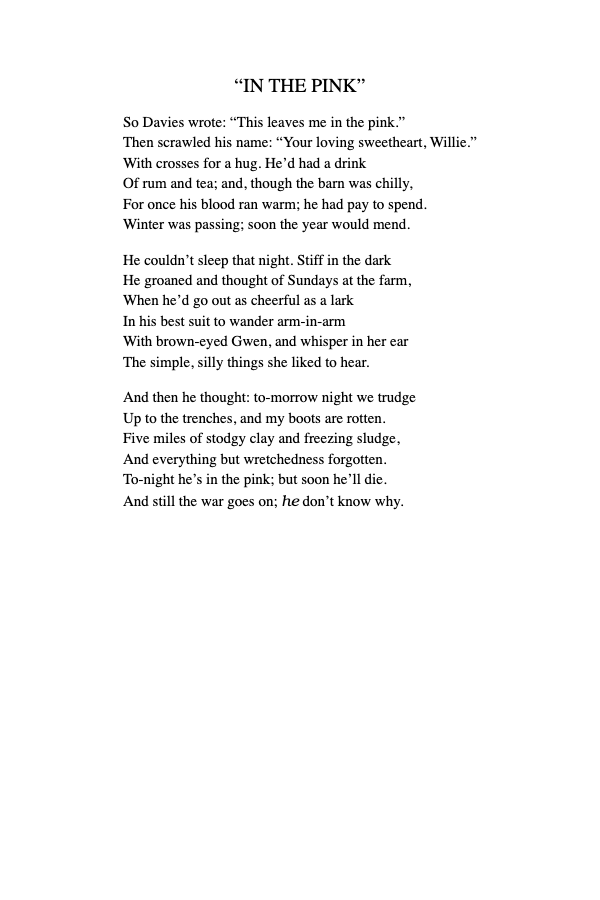 “IN THE PINK”
So Davies wrote: “This leaves me in the pink.”
Then scrawled his name: “Your loving sweetheart, Willie.”
With crosses for a hug. He’d had a drink
Of rum and tea; and, though the barn was chilly,
For once his blood ran warm; he had pay to spend.
Winter was passing; soon the year would mend.
He couldn’t sleep that night. Stiff in the dark
He groaned and thought of Sundays at the farm,
When he’d go out as cheerful as a lark
In his best suit to wander arm-in-arm
With brown-eyed Gwen, and whisper in her ear
The simple, silly things she liked to hear.
And then he thought: to-morrow night we trudge
Up to the trenches, and my boots are rotten.
Five miles of stodgy clay and freezing sludge,
And everything but wretchedness forgotten.
To-night he’s in the pink; but soon he’ll die.
And still the war goes on; he don’t know why.